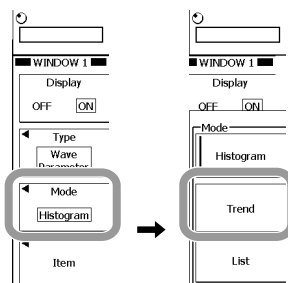 WINDOW 1
Display
OFF ON
Type
Wave
Parameter
Mode
Histogram
Item
WINDOW 1
Display
OFF ON
Mode
Histogram
Trend
List